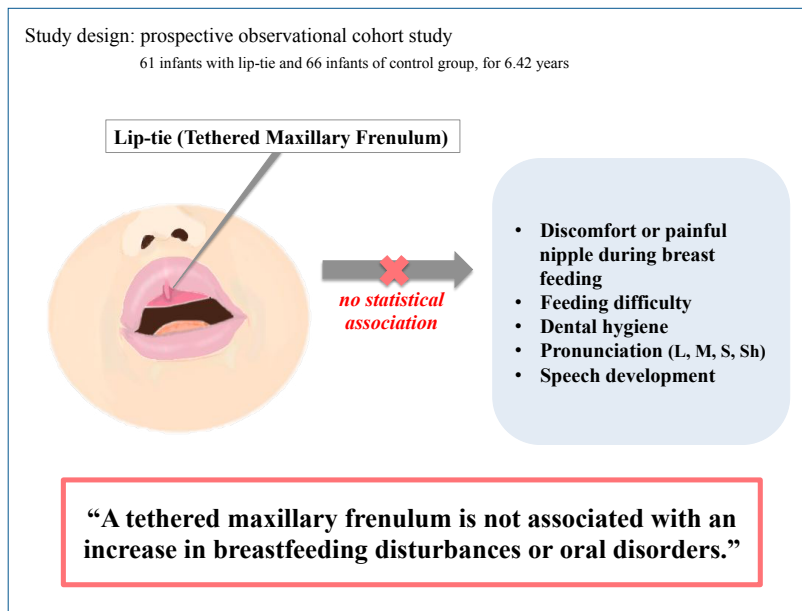 Study design: prospective observational cohort study
61 infants with lip-tie and 66 infants of control group, for 6.42 years
Lip-tie (Tethered Maxillary Frenulum)
no statistical
association
• Discomfort or painful
nipple during breast
feeding
• Feeding difficulty
• Dental hygiene
• Pronunciation (L, M, S, Sh)
• Speech development
“A tethered maxillary frenulum is not associated with an
increase in breastfeeding disturbances or oral disorders.”